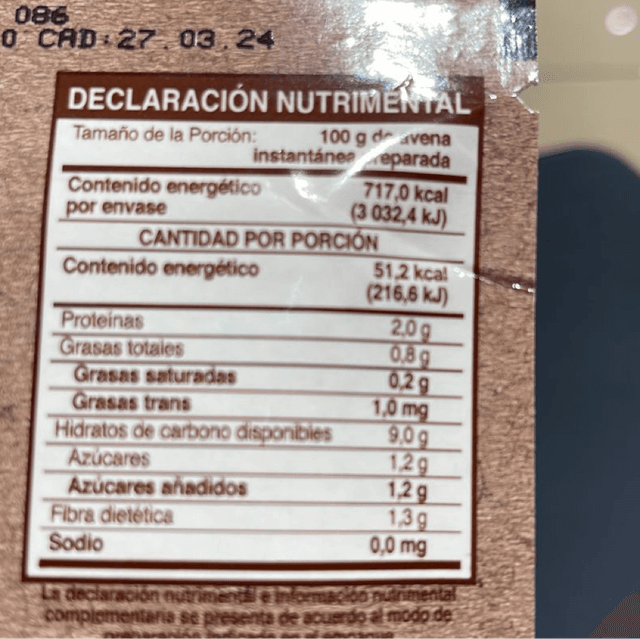 086
0 CAD: 27 . 03 . 24
DECLARACIÓN NUTRIMENTAL
Tamaño de la Porción: 100 g de avena
instantánea preparada
Contenido energético 717,0 kcal
por envase (3 032,4 kJ)
CANTIDAD POR PORCIÓN
Contenido energético 51,2 kcal
(216,6 kJ)
Proteínas 2,0 g
Grasas totales 0,8 g
Grasas saturadas 0,2 g
Grasas trans 1,0 mg
Hidratos de carbono disponibles 9,0 g
Azúcares 1,2 g
Azúcares añadidos 1,2 g
Fibra dietética 1,3 g
Sodio 0,0 mg
La declaración nutrimental e información nutrimental
complementaria se presenta de acuerdo al modo de